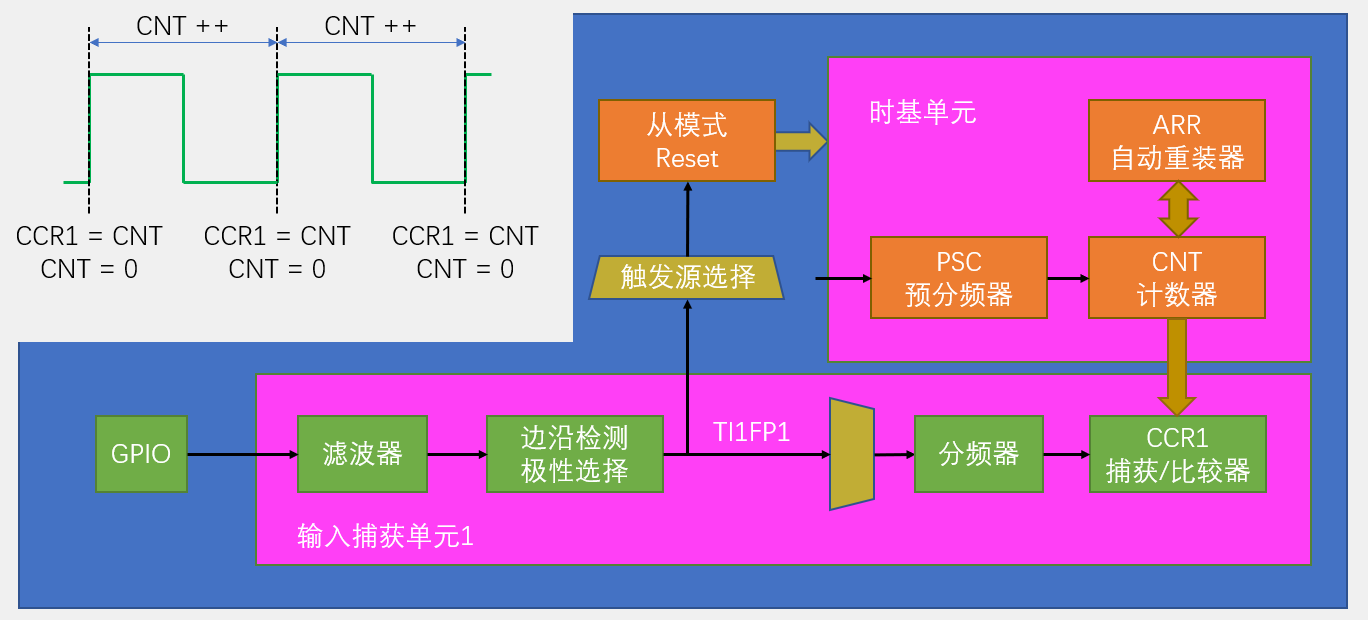 CNT ++
CNT ++
CCR1 = CNT
CNT = 0
CCR1 = CNT
CNT = 0
CCR1 = CNT
CNT = 0
从模式
Reset
时基单元
ARR
自动重装器
触发源选择
PSC
预分频器
CNT
计数器
GPIO
滤波器
边沿检测
极性选择
TI1FP1
分频器
CCR1
捕获/比较器
输入捕获单元1